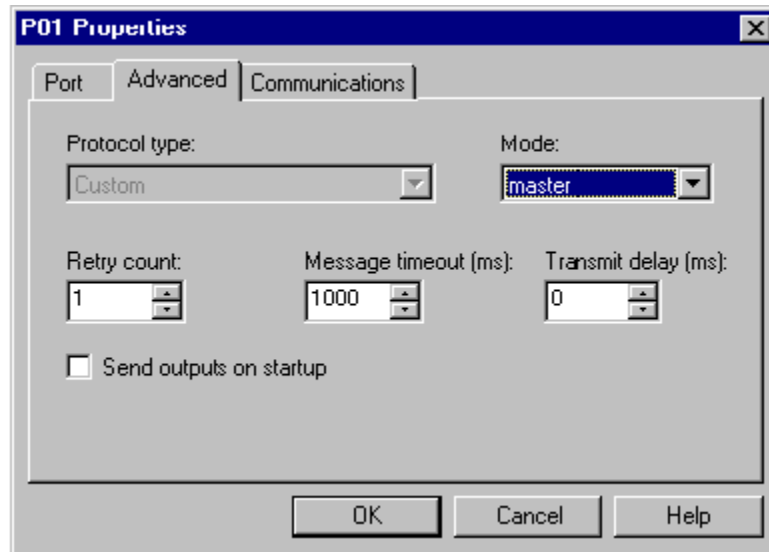 P01 Properties
Port Advanced Communications
Protocol type: Mode:
Custom master
Retry count: Message timeout (ms): Transmit delay (ms):
1 1000 0
Send outputs on startup
OK Cancel Help